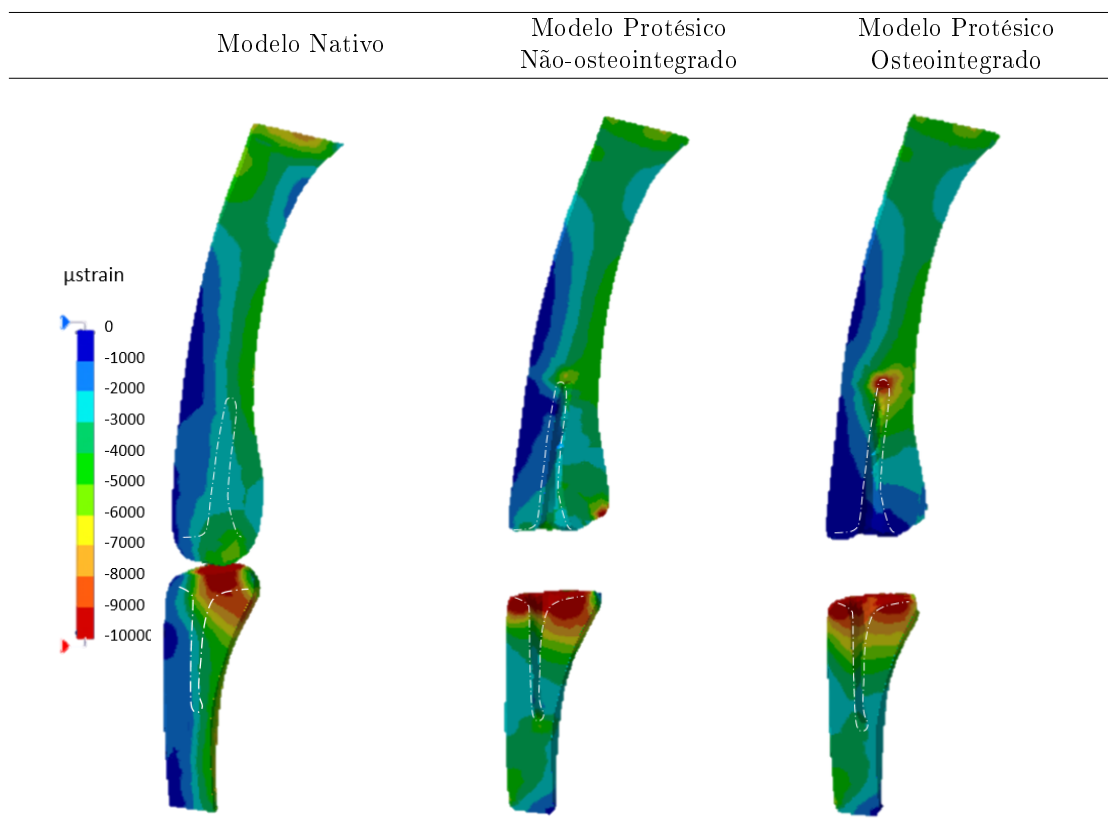 Modelo Nativo
Modelo Protésico
Não-osteointegrado
Modelo Protésico
Osteointegrado
µstrain
0
-1000
-2000
-3000
-4000
-5000
-6000
-7000
-8000
-9000
-10000